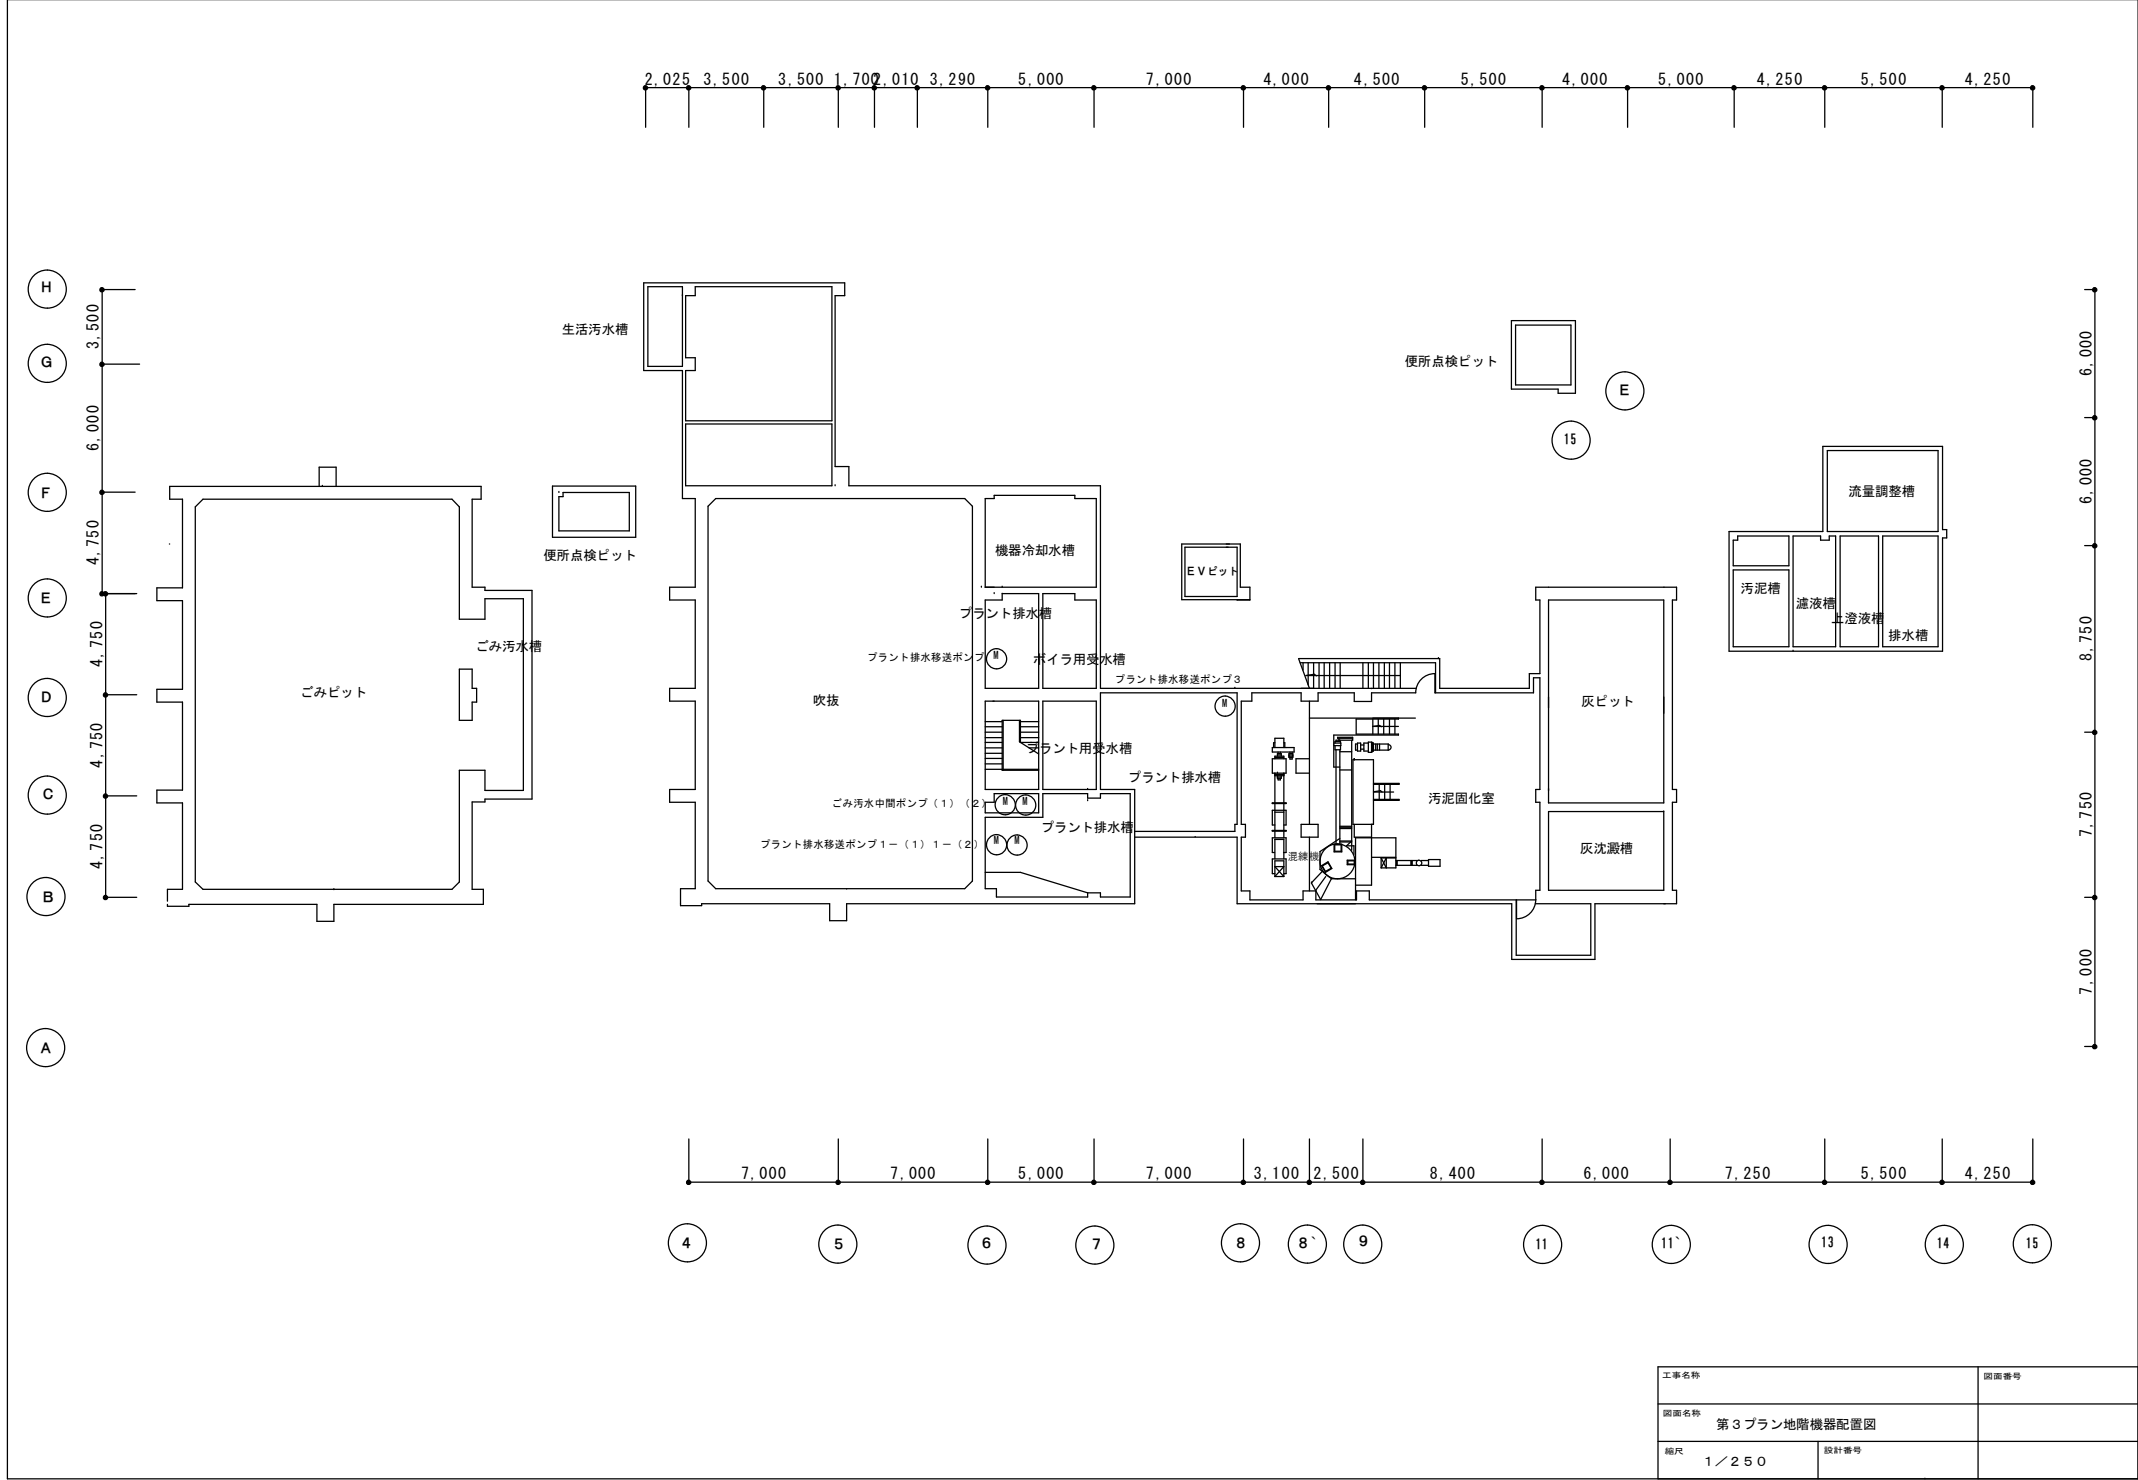 2,025 3,500 3,500 1,700 2,010 3,290 5,000 7,000 4,000 4,500 5,500 4,000 5,000 4,250 5,500 4,250
H
3,500
G
6,000
F
4,750
E
4,750
D
4,750
C
4,750
B
A
6,000
6,000
8,750
7,750
7,000
生活汚水槽
便所点検ピット
E
15
流量調整槽
便所点検ピット
機器冷却水槽
EVピット
汚泥槽
濾液槽
上澄液槽
排水槽
プラント排水槽
ごみ汚水槽
プラント排水移送ポンプ
M
ボイラ用受水槽
プラント排水移送ポンプ3
M
ごみピット
吹抜
灰ピット
プラント用受水槽
プラント排水槽
汚泥固化室
ごみ汚水中間ポンプ（1）（2）
M M
プラント排水槽
プラント排水移送ポンプ1－（1）1－（2）
M M
混練機
灰沈澱槽
7,000 7,000 5,000 7,000 3,100 2,500 8,400 6,000 7,250 5,500 4,250
4 5 6 7 8 8` 9 11 11` 13 14 15
工事名称
図面番号
図面名称
第3プラン地階機器配置図
縮尺
1／250
設計番号